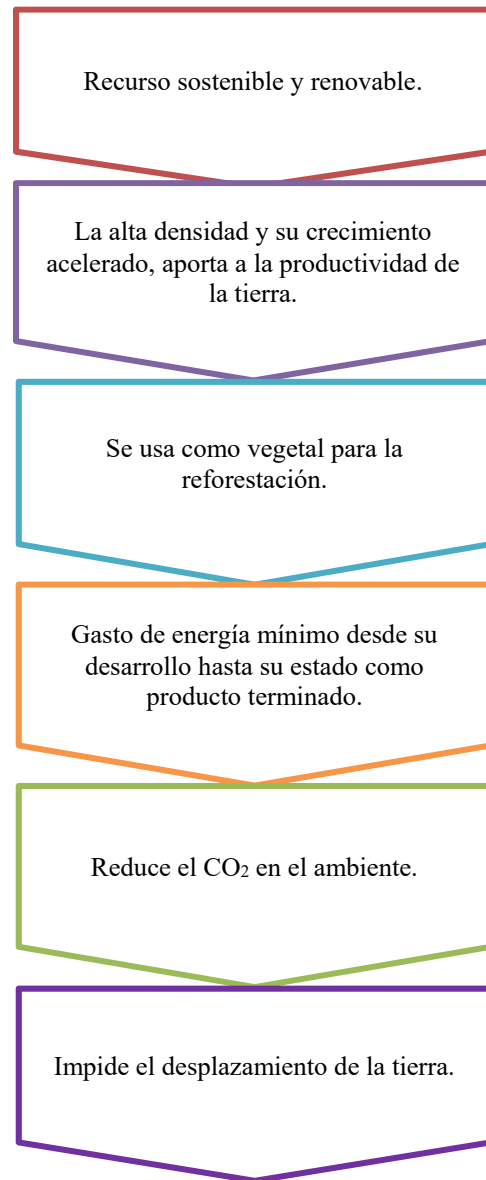 Recurso sostenible y renovable.
La alta densidad y su crecimiento
acelerado, aporta a la productividad de
la tierra.
Se usa como vegetal para la
reforestación.
Gasto de energía mínimo desde su
desarrollo hasta su estado como
producto terminado.
Reduce el CO₂ en el ambiente.
Impide el desplazamiento de la tierra.